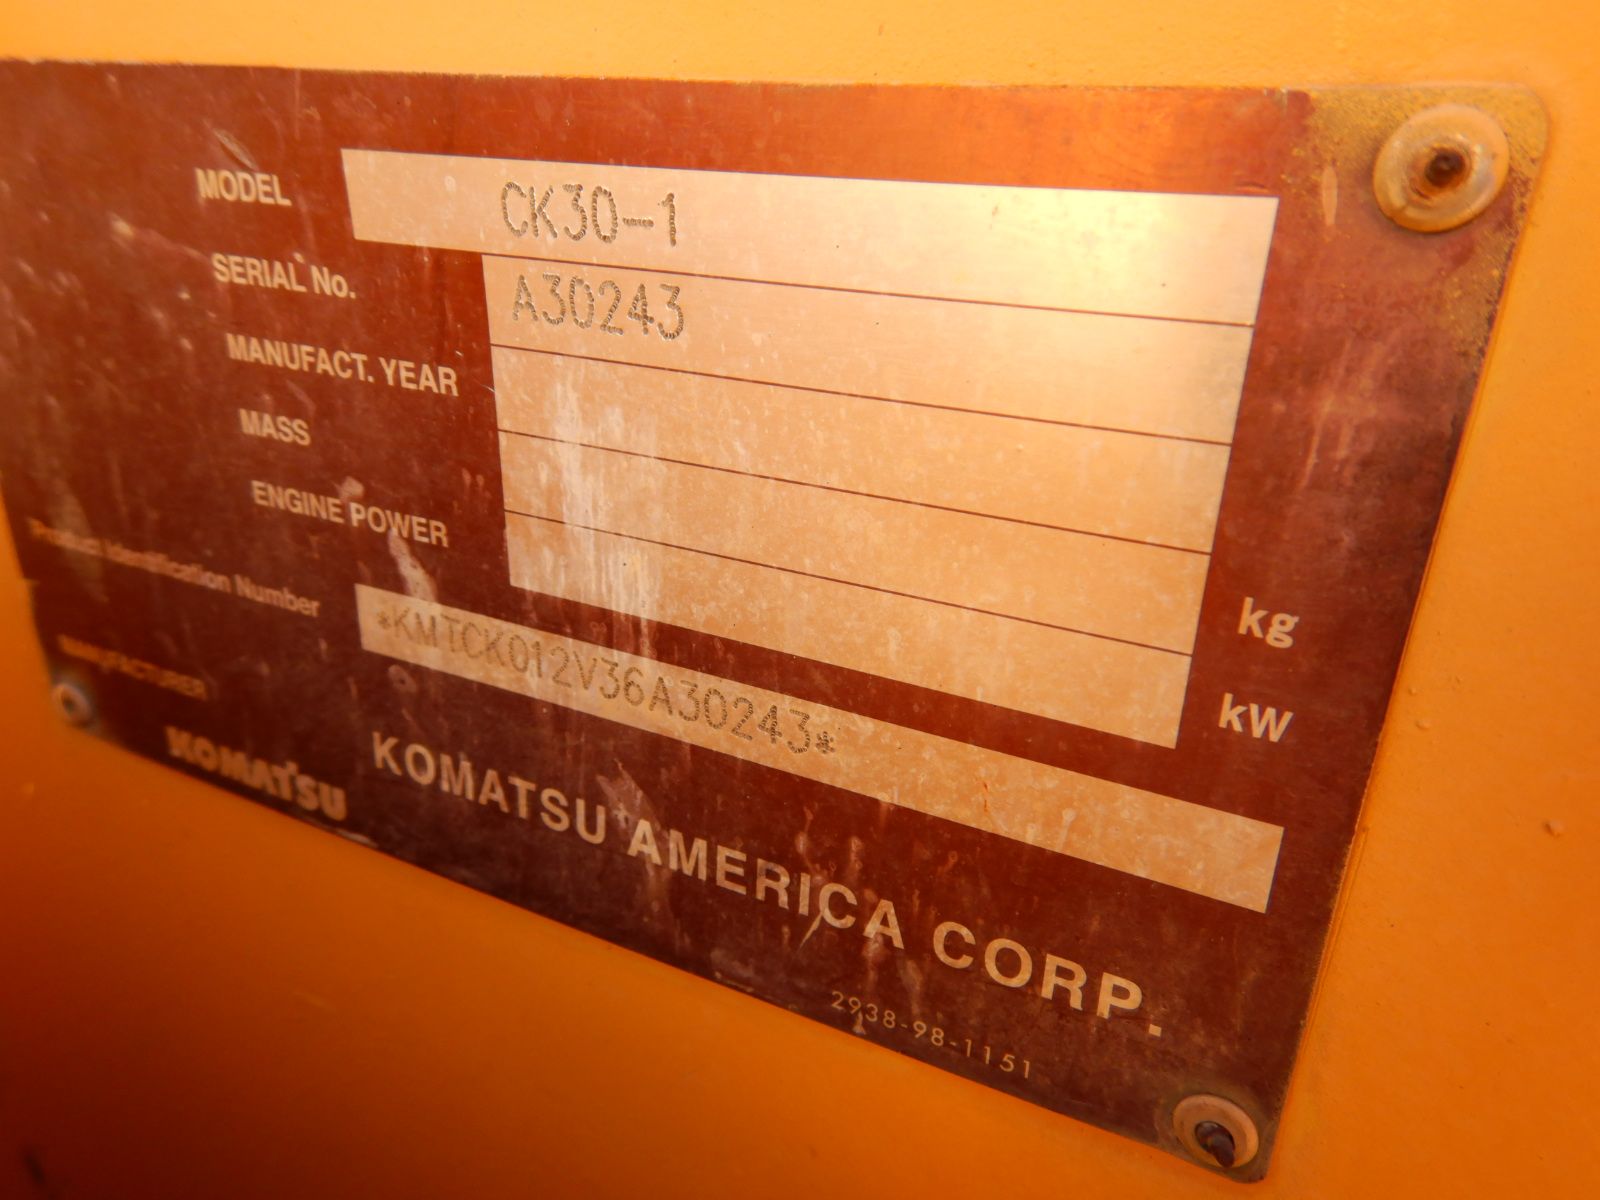 MODEL CK30-1
SERIAL No. A30243
MANUFACT. YEAR
MASS kg
ENGINE POWER kW
Product Identification Number *KMTCK012V36A30243*
MANUFACTURER
KOMATSU KOMATSU AMERICA CORP.
2938-98-1151